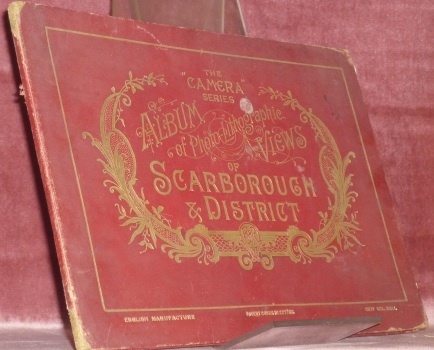 THE
"CAMERA"
SERIES
ALBUM
of Photo-Lithographic
VIEWS
OF
SCARBOROUGH
& DISTRICT
ENGLISH MANUFACTURE